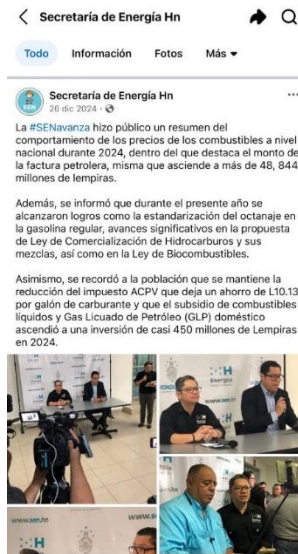 Secretaría de Energía Hn
Todo Información Fotos Más
SEN
Secretaría de Energía Hn
26 dic 2024 ·
La #SENavanza hizo público un resumen del
comportamiento de los precios de los combustibles a nivel
nacional durante 2024, dentro del que destaca el monto de
la factura petrolera, misma que asciende a más de 48, 844
millones de lempiras.
Además, se informó que durante el presente año se
alcanzaron logros como la estandarización del octanaje en
la gasolina regular, avances significativos en la propuesta
de Ley de Comercialización de Hidrocarburos y sus
mezclas, así como en la Ley de Biocombustibles.
Asimismo, se recordó a la población que se mantiene la
reducción del impuesto ACPV que deja un ahorro de L10.13
por galón de carburante y que el subsidio de combustibles
líquidos y Gas Licuado de Petróleo (GLP) doméstico
ascendió a una inversión de casi 450 millones de Lempiras
en 2024.
Energía
www.sen.hn